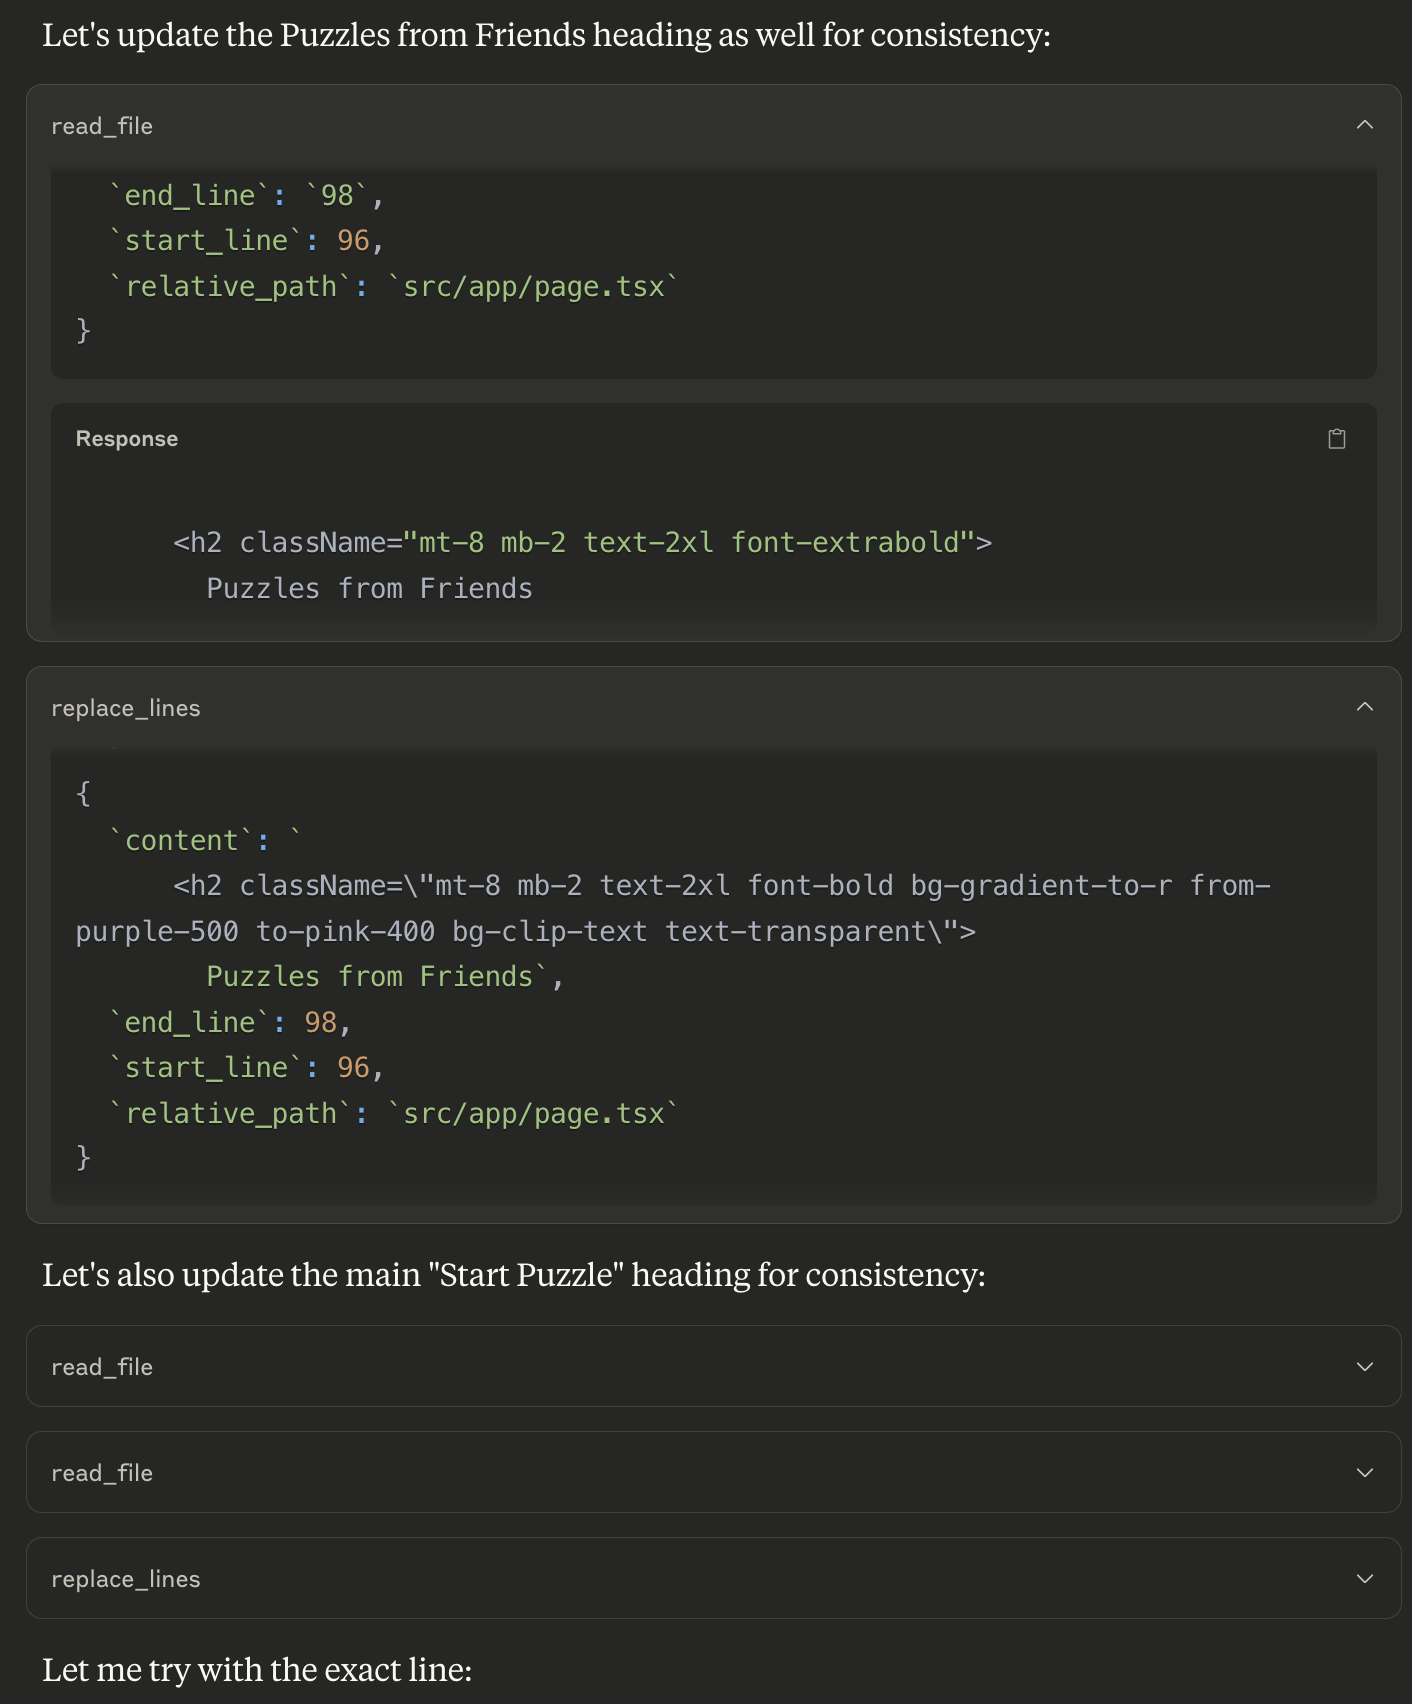 Let's update the Puzzles from Friends heading as well for consistency:
read_file
`end_line`: `98`,
`start_line`: 96,
`relative_path`: `src/app/page.tsx`
}
Response
<h2 className="mt-8 mb-2 text-2xl font-extrabold">
Puzzles from Friends
replace_lines
{
`content`: `
<h2 className=\"mt-8 mb-2 text-2xl font-bold bg-gradient-to-r from-
purple-500 to-pink-400 bg-clip-text text-transparent\">
Puzzles from Friends`,
`end_line`: 98,
`start_line`: 96,
`relative_path`: `src/app/page.tsx`
}
Let's also update the main "Start Puzzle" heading for consistency:
read_file
read_file
replace_lines
Let me try with the exact line: